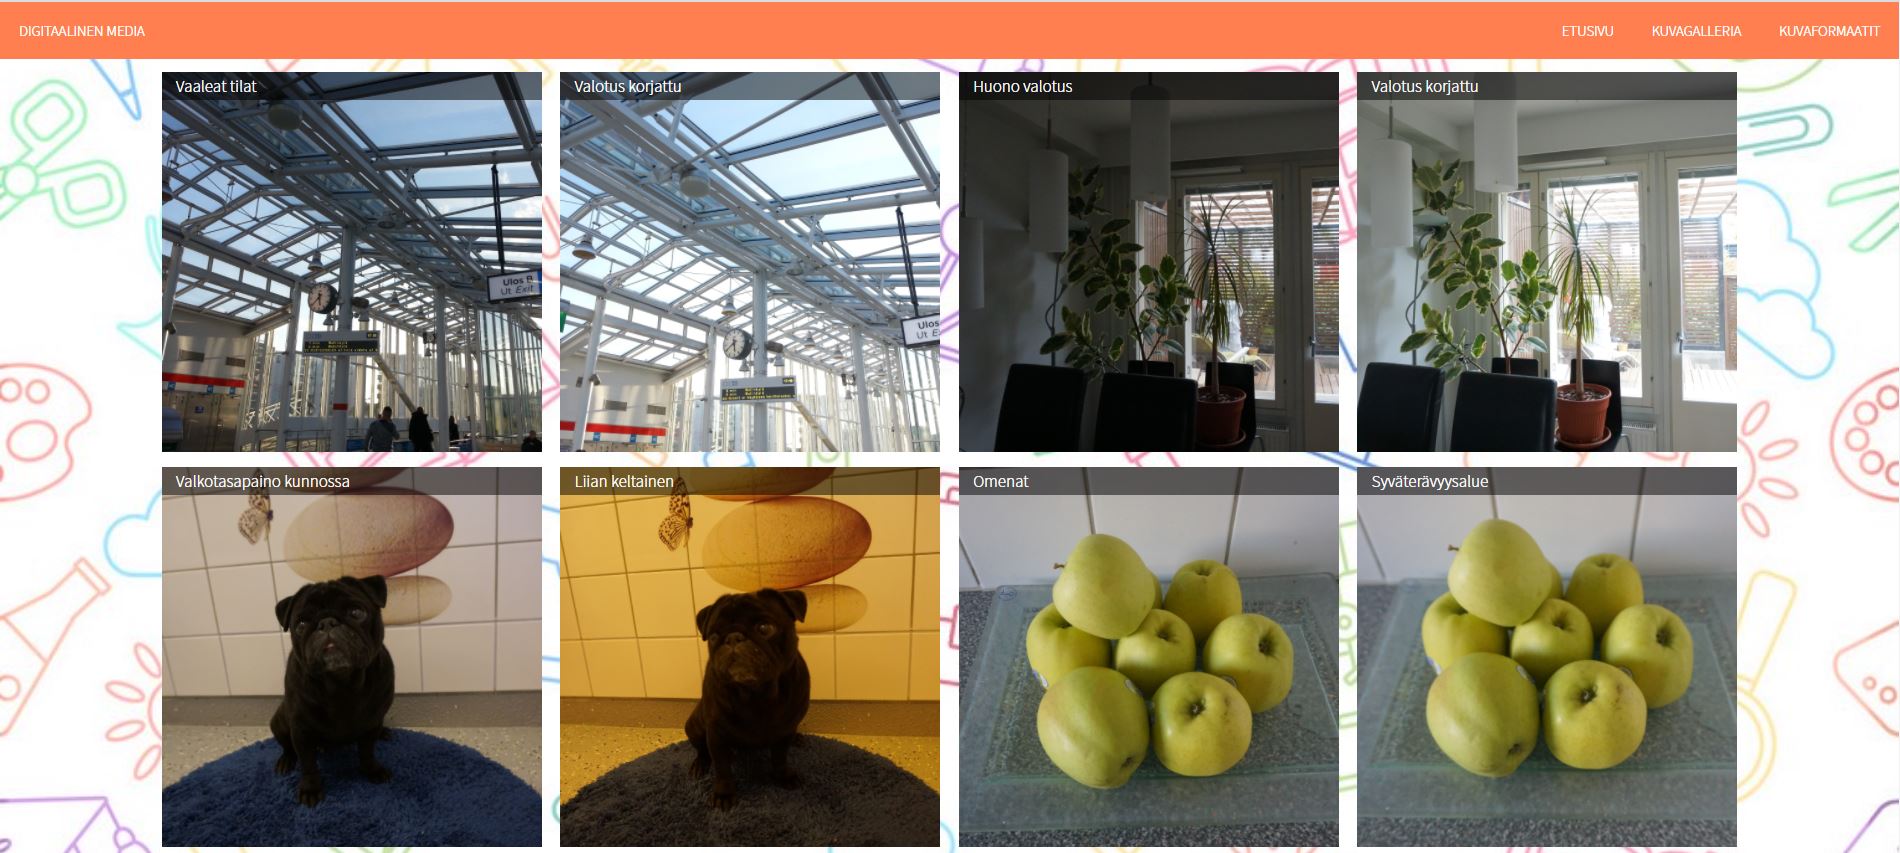 DIGITAALINEN MEDIA
ETUSIVU KUVAGALLERIA KUVAFORMAATIT
Vaaleat tilat
Valotus korjattu
Huono valotus
Valotus korjattu
Ulos
Ut Exit
Ulos
Ut
Valkotasapaino kunnossa
Liian keltainen
Omenat
Syväterävyysalue